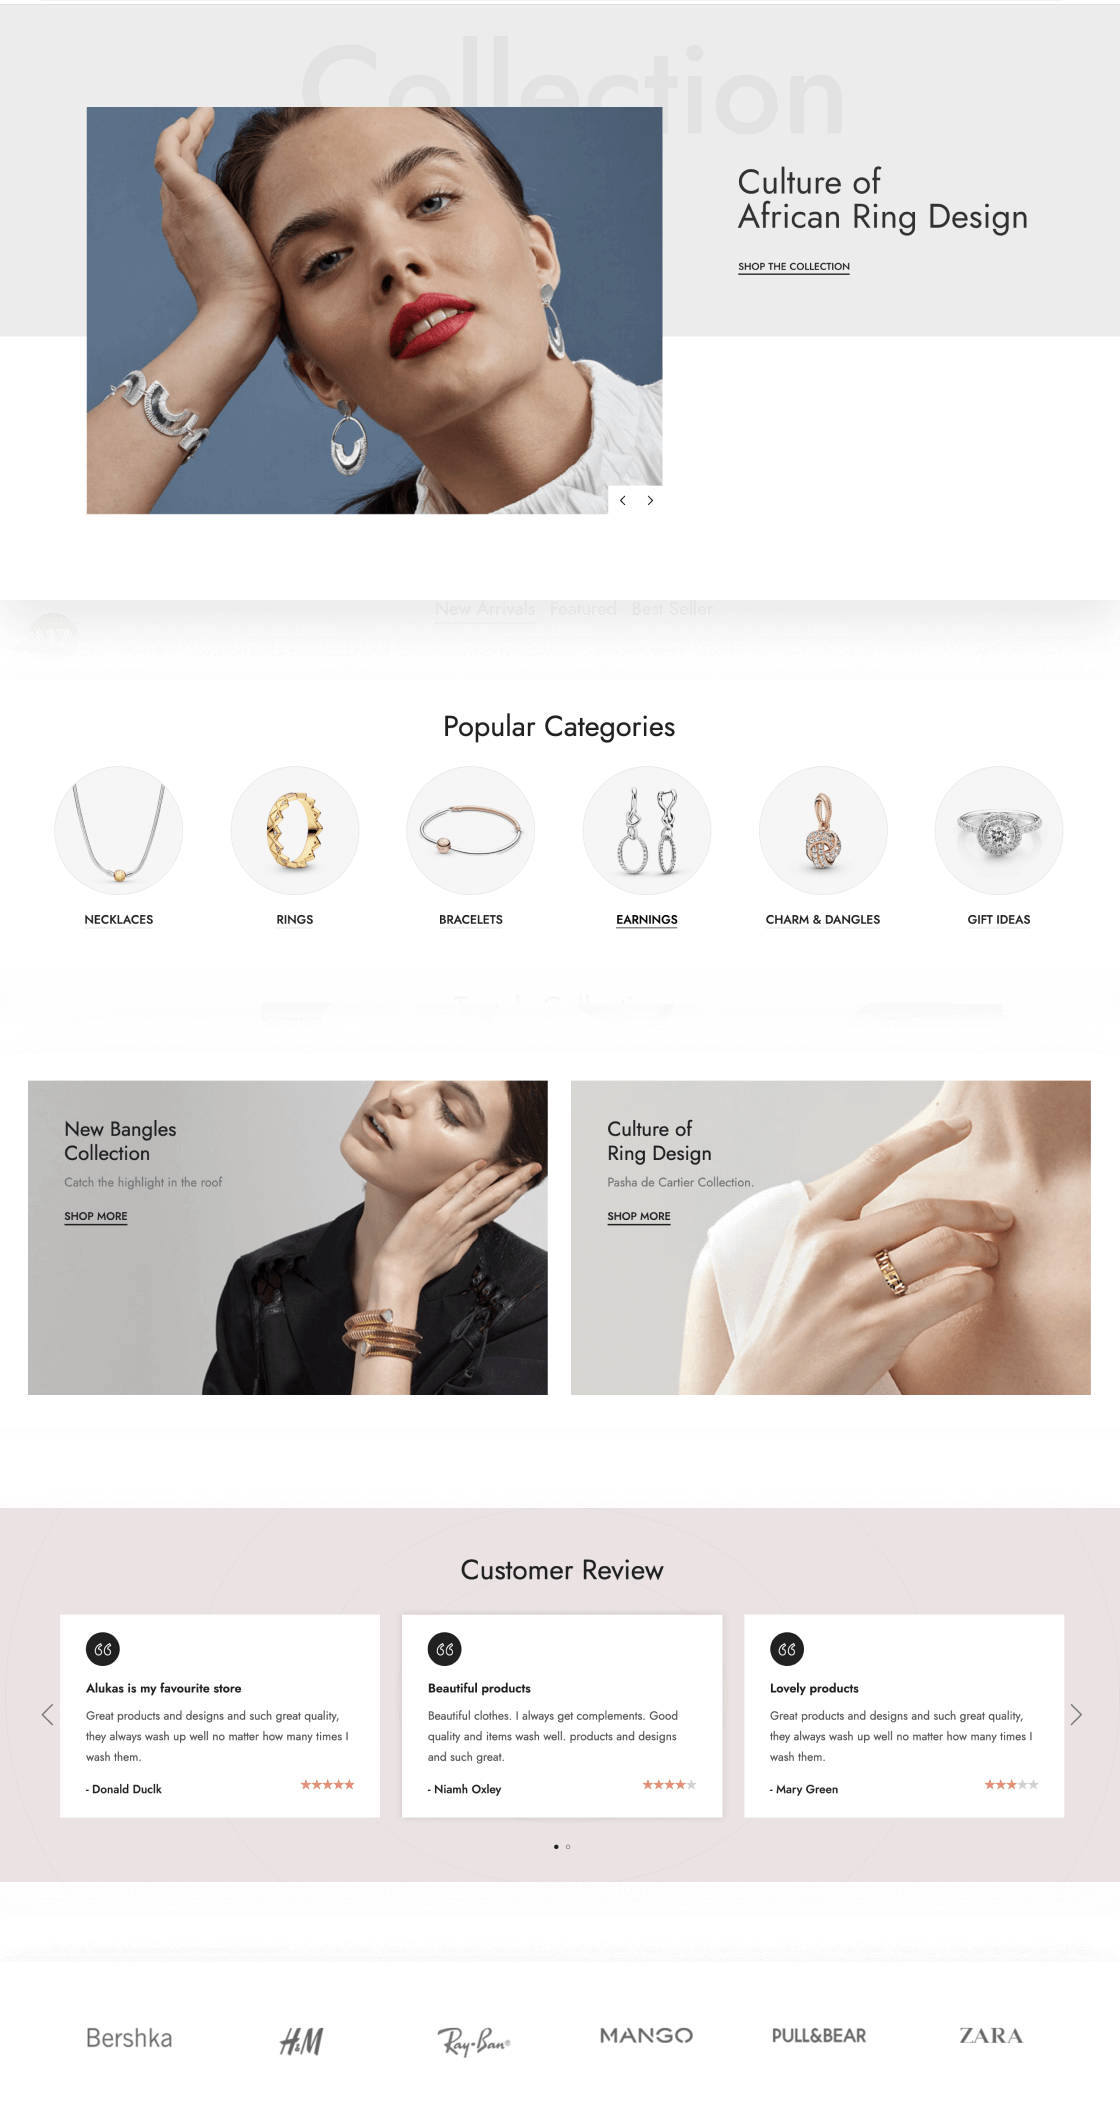 Collection
Culture of
African Ring Design
SHOP THE COLLECTION
New Arrivals Featured Best Seller
Popular Categories
NECKLACES
RINGS
BRACELETS
EARNINGS
CHARM & DANGLES
GIFT IDEAS
New Bangles
Collection
Catch the highlight in the roof
SHOP MORE
Culture of
Ring Design
Pasha de Cartier Collection.
SHOP MORE
Customer Review
Alukas is my favourite store
Great products and designs and such great quality,
they always wash up well no matter how many times I
wash them.
- Donald Duclk
Beautiful products
Beautiful clothes. I always get complements. Good
quality and items wash well. products and designs
and such great.
- Niamh Oxley
Lovely products
Great products and designs and such great quality,
they always wash up well no matter how many times I
wash them.
- Mary Green
Bershka
H&M
Ray-Ban®
MANGO
PULL&BEAR
ZARA